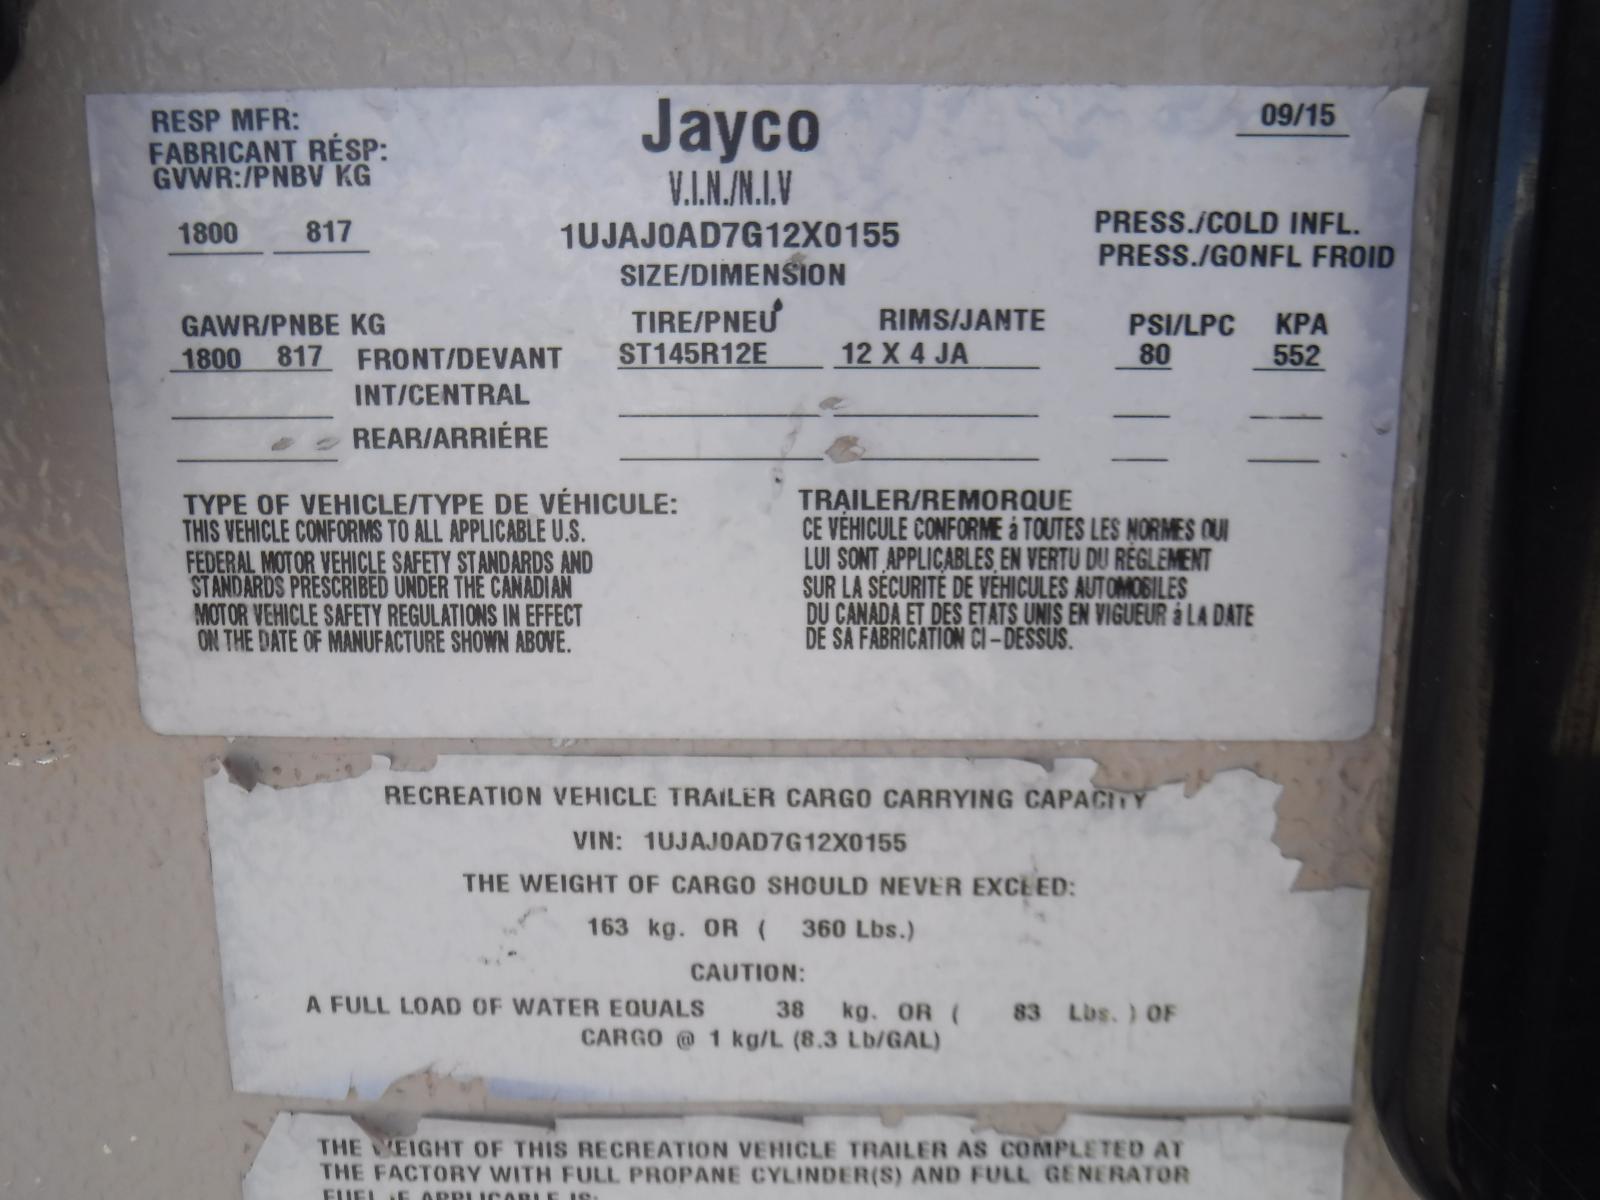 RESP MFR:
FABRICANT RÉSP:
GVWR:/PNBV KG
Jayco
09/15
V.I.N./N.I.V
1800 817
1UJAJ0AD7G12X0155
PRESS./COLD INFL.
PRESS./GONFL FROID
SIZE/DIMENSION
GAWR/PNBE KG TIRE/PNEU RIMS/JANTE PSI/LPC KPA
1800 817 FRONT/DEVANT ST145R12E 12 X 4 JA 80 552
INT/CENTRAL
REAR/ARRIÉRE
TYPE OF VEHICLE/TYPE DE VÉHICULE: TRAILER/REMORQUE
THIS VEHICLE CONFORMS TO ALL APPLICABLE U.S.
FEDERAL MOTOR VEHICLE SAFETY STANDARDS AND
STANDARDS PRESCRIBED UNDER THE CANADIAN
MOTOR VEHICLE SAFETY REGULATIONS IN EFFECT
ON THE DATE OF MANUFACTURE SHOWN ABOVE.
CE VÉHICULE CONFORME á TOUTES LES NORMES QUI
LUI SONT APPLICABLES EN VERTU DU RÉGLEMENT
SUR LA SÉCURITÉ DE VÉHICULES AUTOMOBILES
DU CANADA ET DES ETATS UNIS EN VIGUEUR á LA DATE
DE SA FABRICATION CI-DESSUS.
RECREATION VEHICLE TRAILER CARGO CARRYING CAPACITY
VIN: 1UJAJ0AD7G12X0155
THE WEIGHT OF CARGO SHOULD NEVER EXCEED:
163 kg. OR ( 360 Lbs.)
CAUTION:
A FULL LOAD OF WATER EQUALS 38 kg. OR ( 83 Lbs. ) OF
CARGO @ 1 kg/L (8.3 Lb/GAL)
THE WEIGHT OF THIS RECREATION VEHICLE TRAILER AS COMPLETED AT
THE FACTORY WITH FULL PROPANE CYLINDER(S) AND FULL GENERATOR
FUEL IF APPLICABLE IS: